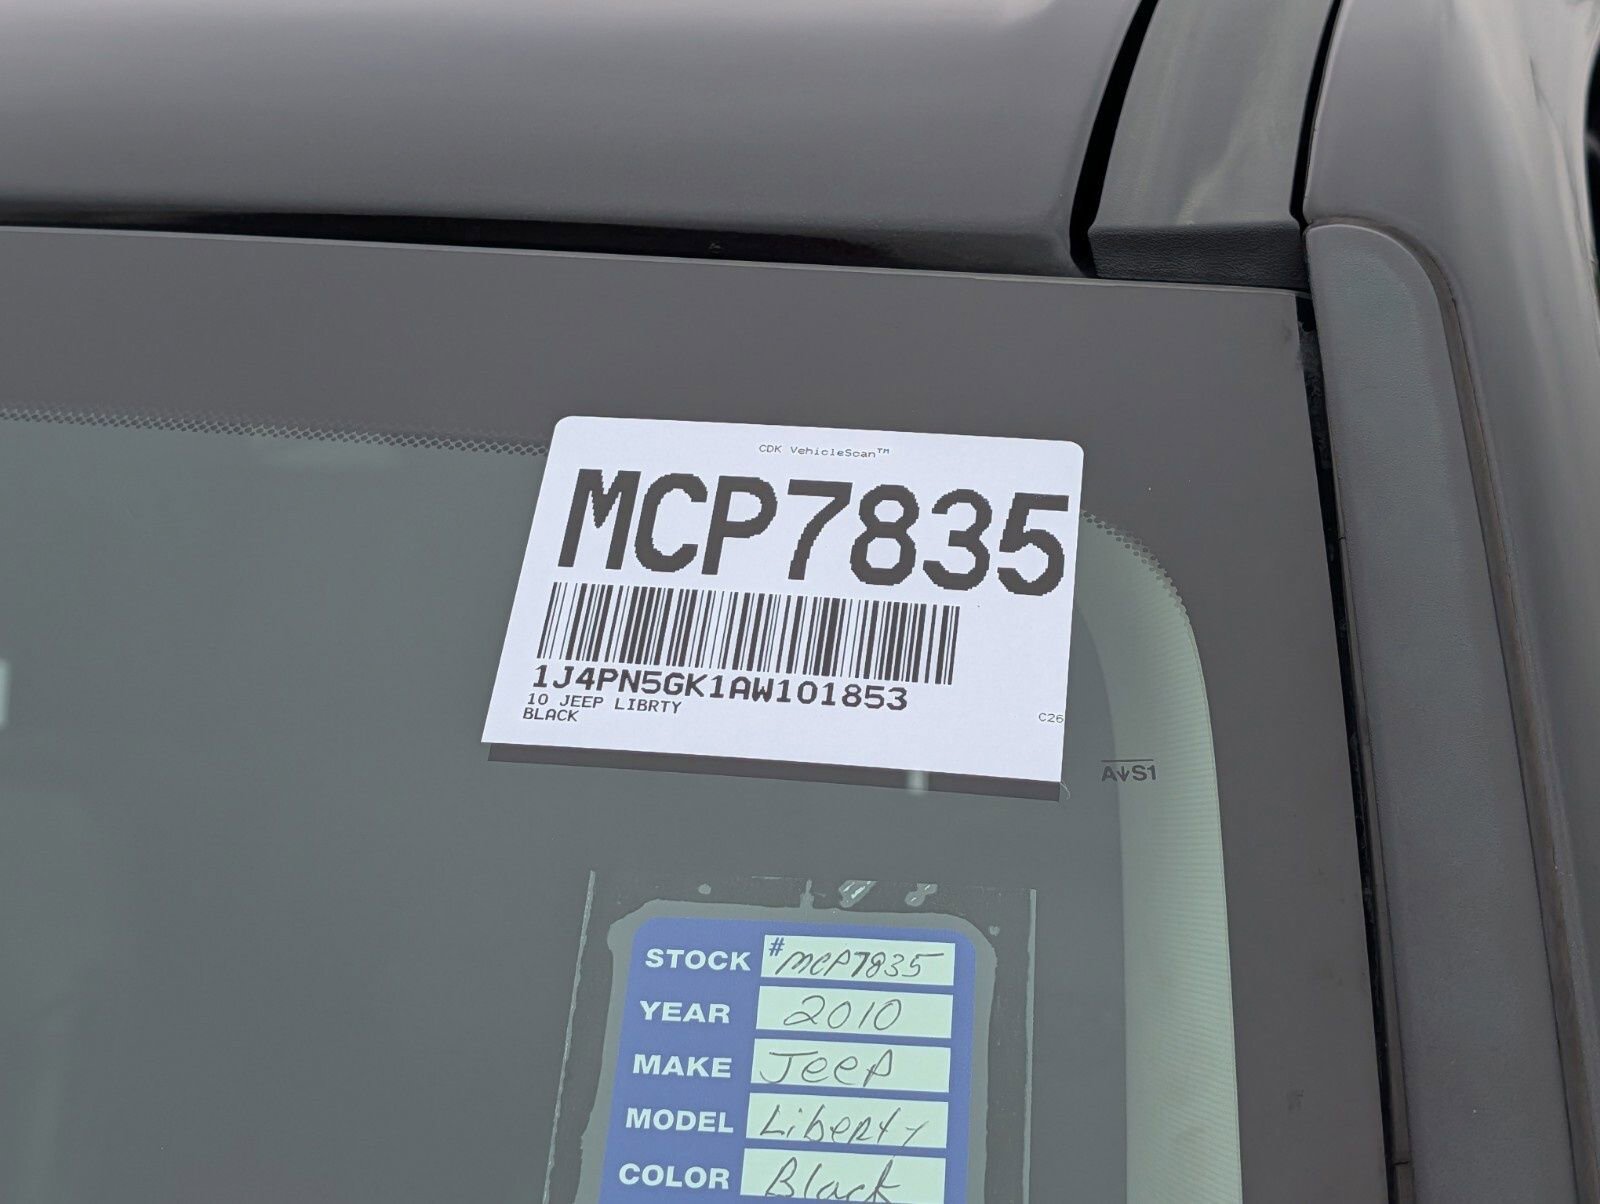 CDK VehicleScan™
MCP7835
1J4PN5GK1AW101853
10 JEEP LIBRTY
BLACK
C26
A↓S1
STOCK #MCP7835
YEAR 2010
MAKE Jeep
MODEL Liberty
COLOR Black